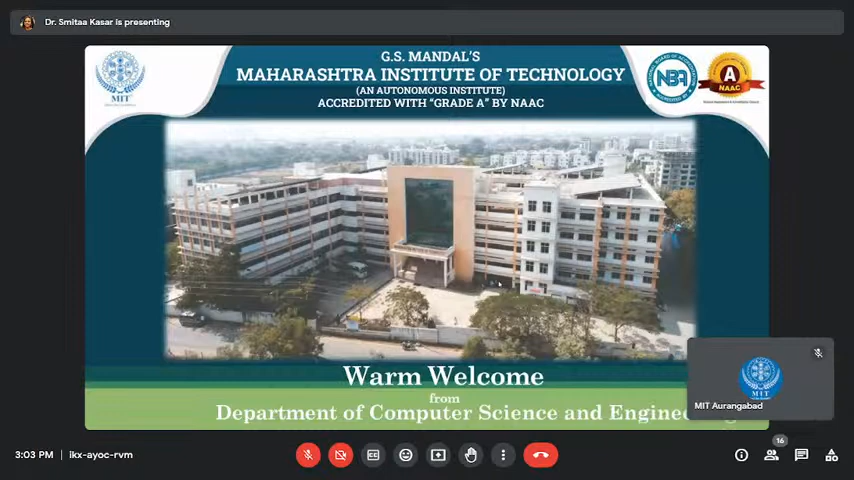 Dr. Smitaa Kasar is presenting
G.S. MANDAL'S
MAHARASHTRA INSTITUTE OF TECHNOLOGY
(AN AUTONOMOUS INSTITUTE)
ACCREDITED WITH "GRADE A" BY NAAC
MIT
NBA
A
NAAC
Warm Welcome
from
Department of Computer Science and Enginee
MIT
MIT Aurangabad
3:03 PM | ikx-ayoc-rvm
16